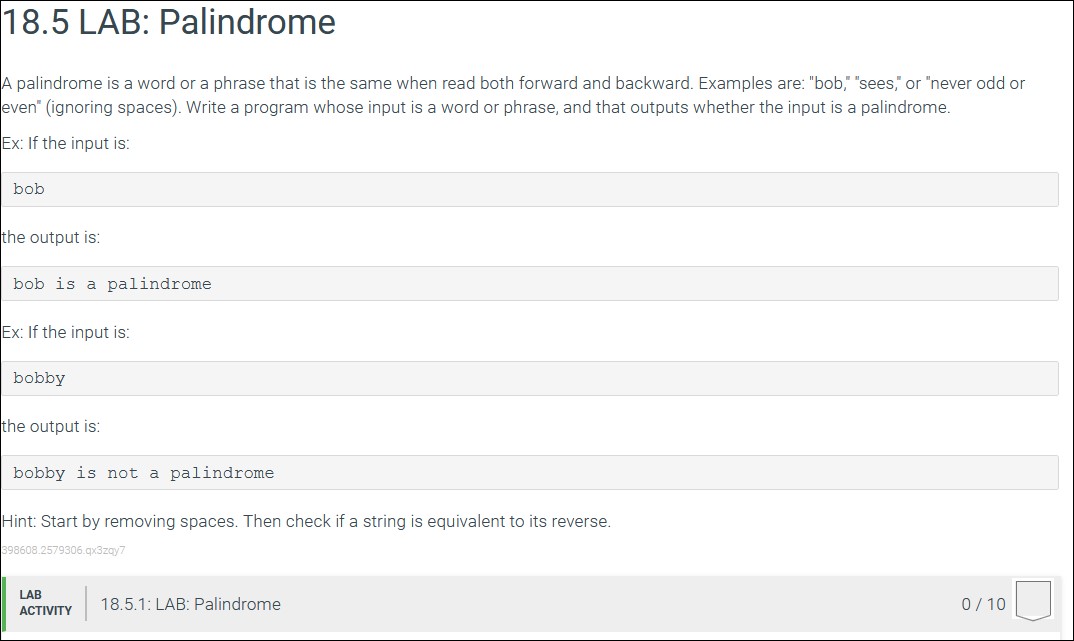 18.5 LAB: Palindrome
A palindrome is a word or a phrase that is the same when read both forward and backward. Examples are: "bob," "sees," or "never odd or
even" (ignoring spaces). Write a program whose input is a word or phrase, and that outputs whether the input is a palindrome.
Ex: If the input is:
bob
the output is:
bob is a palindrome
Ex: If the input is:
bobby
the output is:
bobby is not a palindrome
Hint: Start by removing spaces. Then check if a string is equivalent to its reverse.
398608.2579306.qx3zqy7
LAB
ACTIVITY
18.5.1: LAB: Palindrome
0 / 10